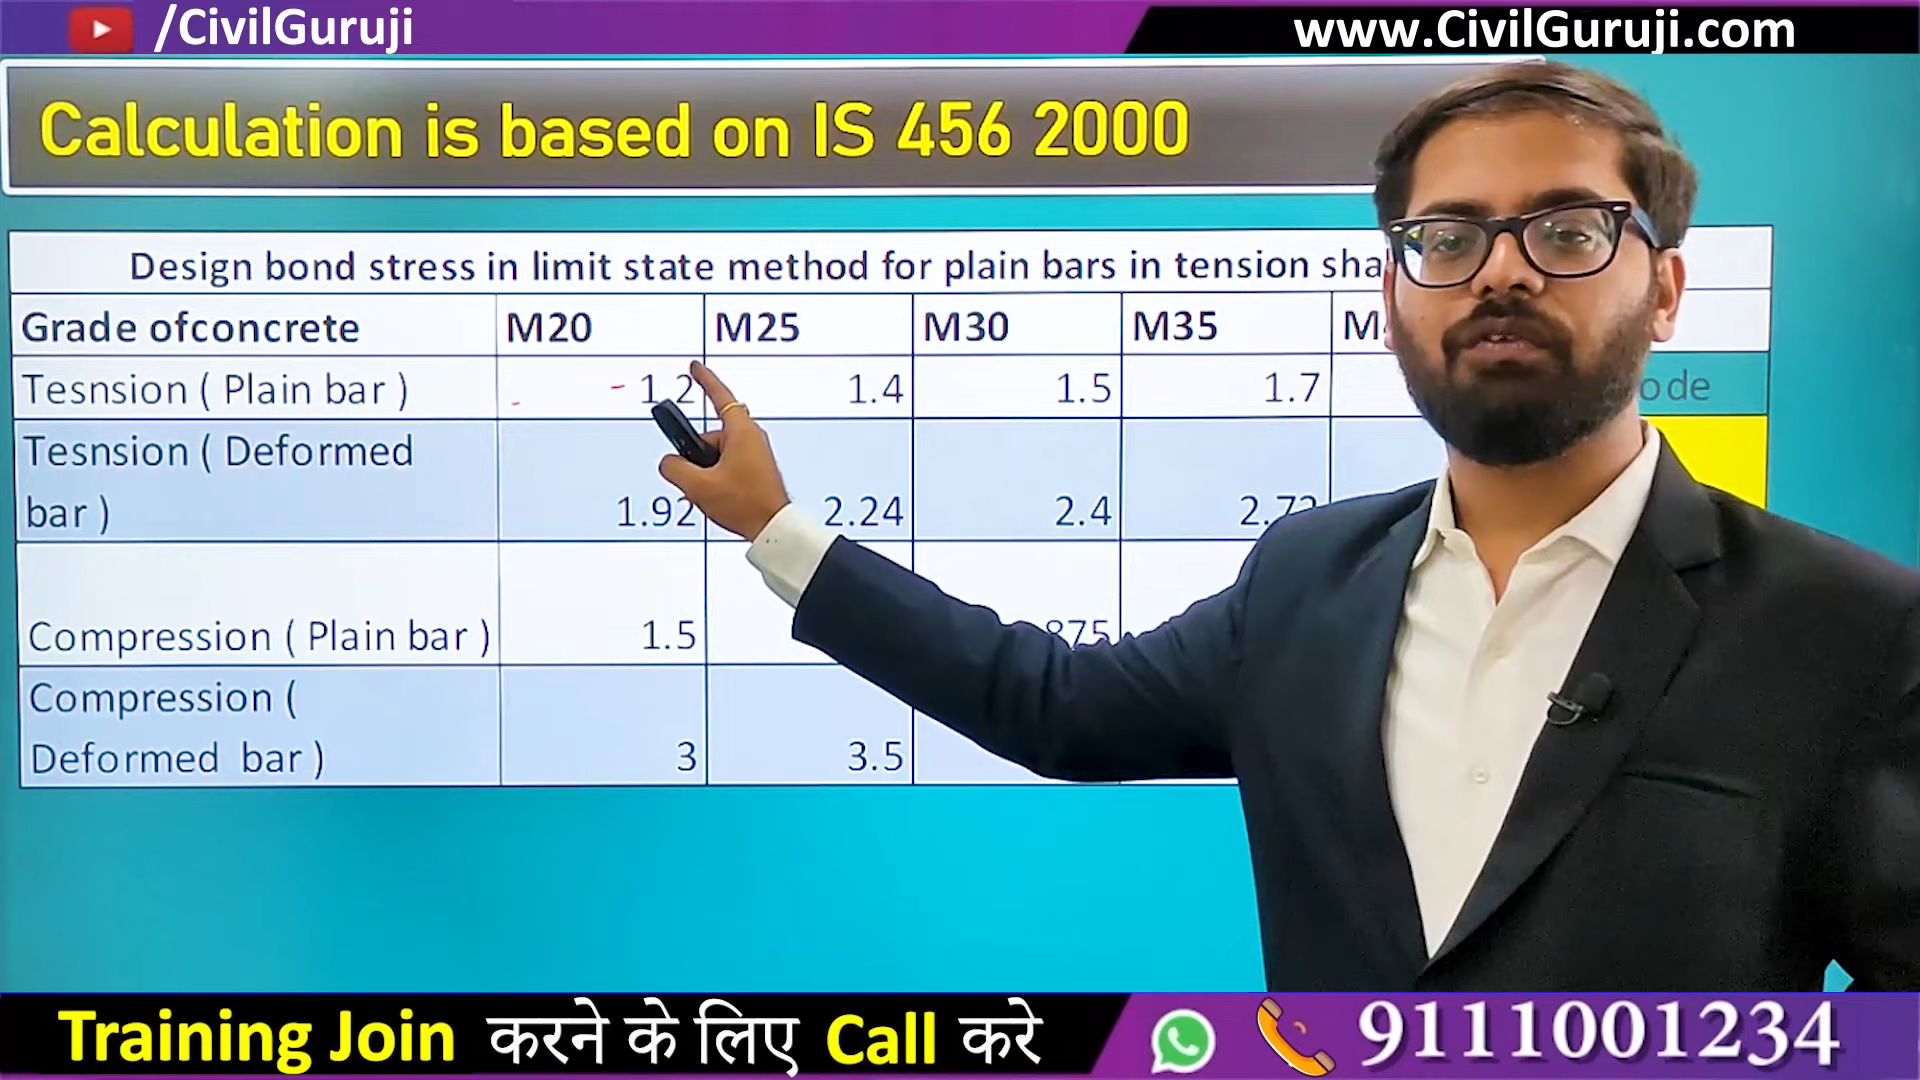 /CivilGuruji
www.CivilGuruji.com
Calculation is based on IS 456 2000
Design bond stress in limit state method for plain bars in tension
Grade ofconcrete M20 M25 M30 M35
Tesnsion ( Plain bar ) 1.2 1.4 1.5 1.7
Tesnsion ( Deformed
bar ) 1.92 2.24 2.4 2.72
Compression ( Plain bar ) 1.5
Compression (
Deformed bar ) 3 3.5
Training Join करने के लिए Call करे
9111001234